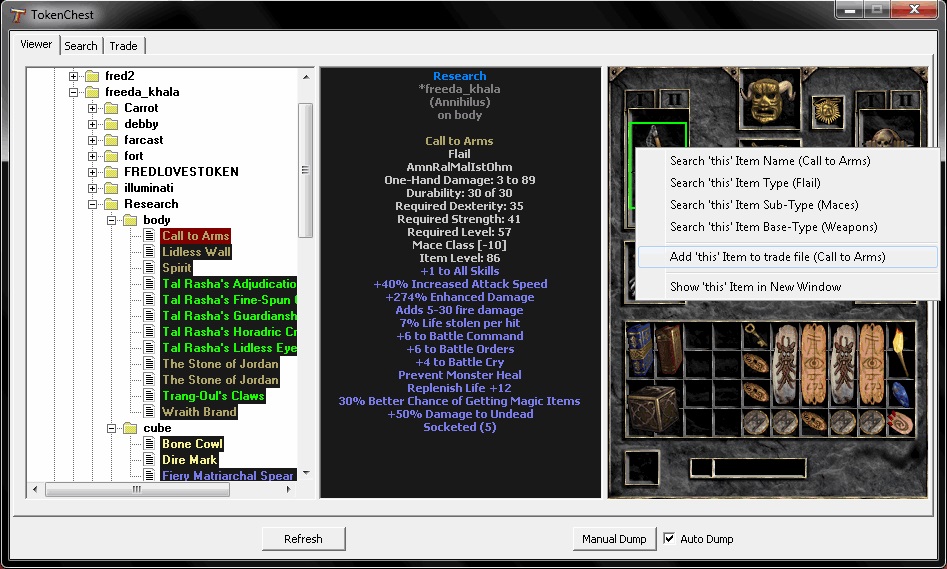 TokenChest
Viewer
Search
Trade
fred2
freeda_khala
Carrot
debby
farcast
fort
FREDLOVESTOKEN
illuminati
Research
body
Call to Arms
Lidless Wall
Spirit
Tal Rasha's Adjudicatio
Tal Rasha's Fine-Spun
Tal Rasha's Guardiansh
Tal Rasha's Horadric Cr
Tal Rasha's Lidless Eye
The Stone of Jordan
The Stone of Jordan
Trang-Oul's Claws
Wraith Brand
cube
Bone Cowl
Dire Mark
Fiery Matriarchal Spear
Research
*freeda_khala
(Annihilus)
on body
Call to Arms
Flail
AmnRalMalIstOhm
One-Hand Damage: 3 to 89
Durability: 30 of 30
Required Dexterity: 35
Required Strength: 41
Required Level: 57
Mace Class [-10]
Item Level: 86
+1 to All Skills
+40% Increased Attack Speed
+274% Enhanced Damage
Adds 5-30 fire damage
7% Life stolen per hit
+6 to Battle Command
+6 to Battle Orders
+4 to Battle Cry
Prevent Monster Heal
Replenish Life +12
30% Better Chance of Getting Magic Items
+50% Damage to Undead
Socketed (5)
II
II
Search 'this' Item Name (Call to Arms)
Search 'this' Item Type (Flail)
Search 'this' Item Sub-Type (Maces)
Search 'this' Item Base-Type (Weapons)
Add 'this' Item to trade file (Call to Arms)
Show 'this' Item in New Window
Refresh
Manual Dump
Auto Dump